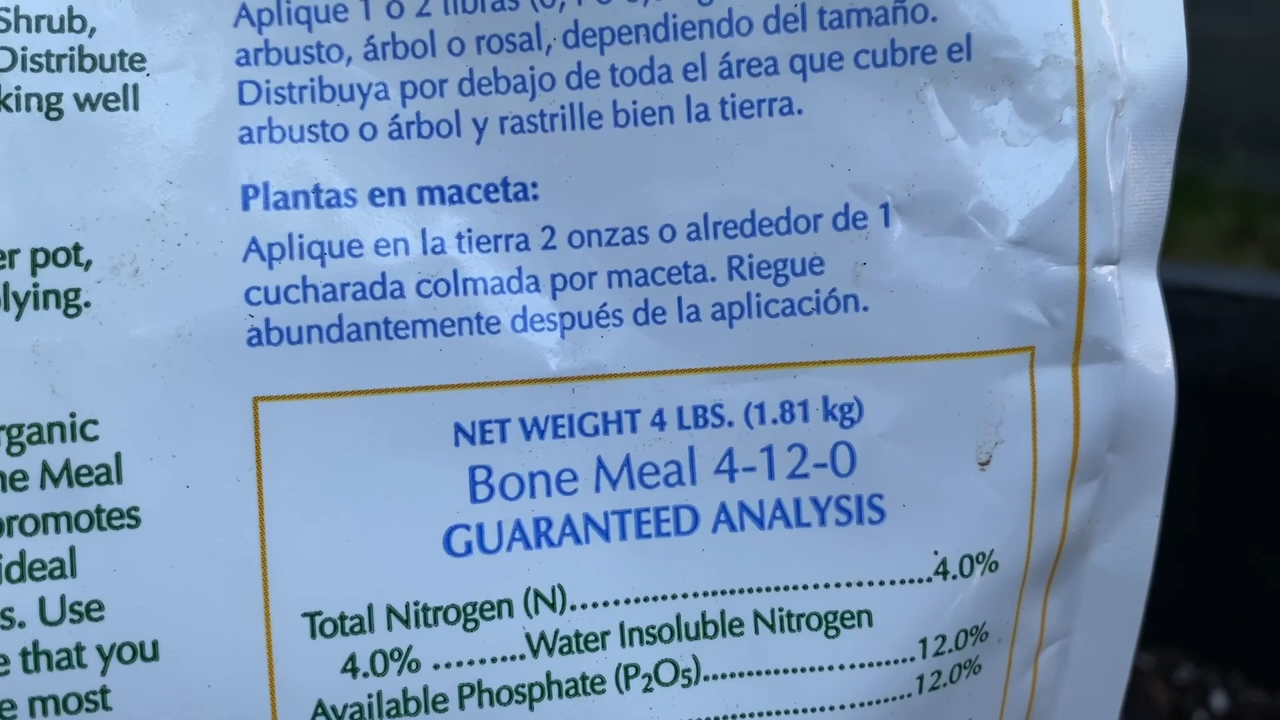 Shrub,
Distribute
king well
er pot,
lying.
rganic
ne Meal
promotes
ideal
s. Use
e that you
e most
Aplique 1 o 2 libras
arbusto, árbol o rosal, dependiendo del tamaño.
Distribuya por debajo de toda el área que cubre el
arbusto o árbol y rastrille bien la tierra.
Plantas en maceta:
Aplique en la tierra 2 onzas o alrededor de 1
cucharada colmada por maceta. Riegue
abundantemente después de la aplicación.
NET WEIGHT 4 LBS. (1.81 kg)
Bone Meal 4-12-0
GUARANTEED ANALYSIS
Total Nitrogen (N)..............................4.0%
4.0% .........Water Insoluble Nitrogen
Available Phosphate (P₂O₅)....................12.0%
....................12.0%